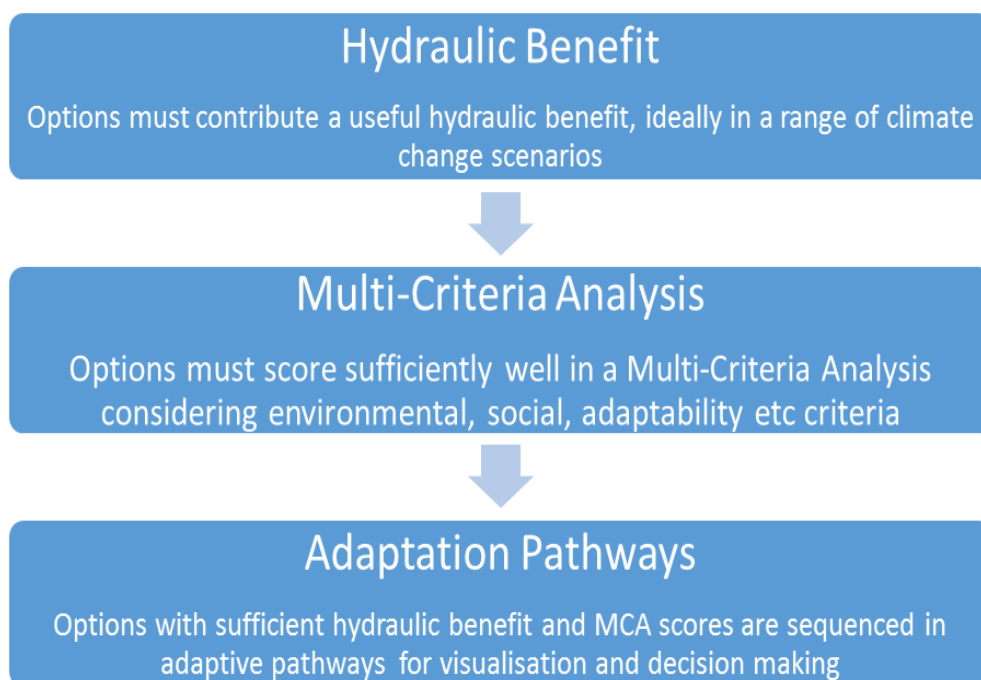 Hydraulic Benefit
Options must contribute a useful hydraulic benefit, ideally in a range of climate
change scenarios
Multi-Criteria Analysis
Options must score sufficiently well in a Multi-Criteria Analysis
considering environmental, social, adaptability etc criteria
Adaptation Pathways
Options with sufficient hydraulic benefit and MCA scores are sequenced in
adaptive pathways for visualisation and decision making